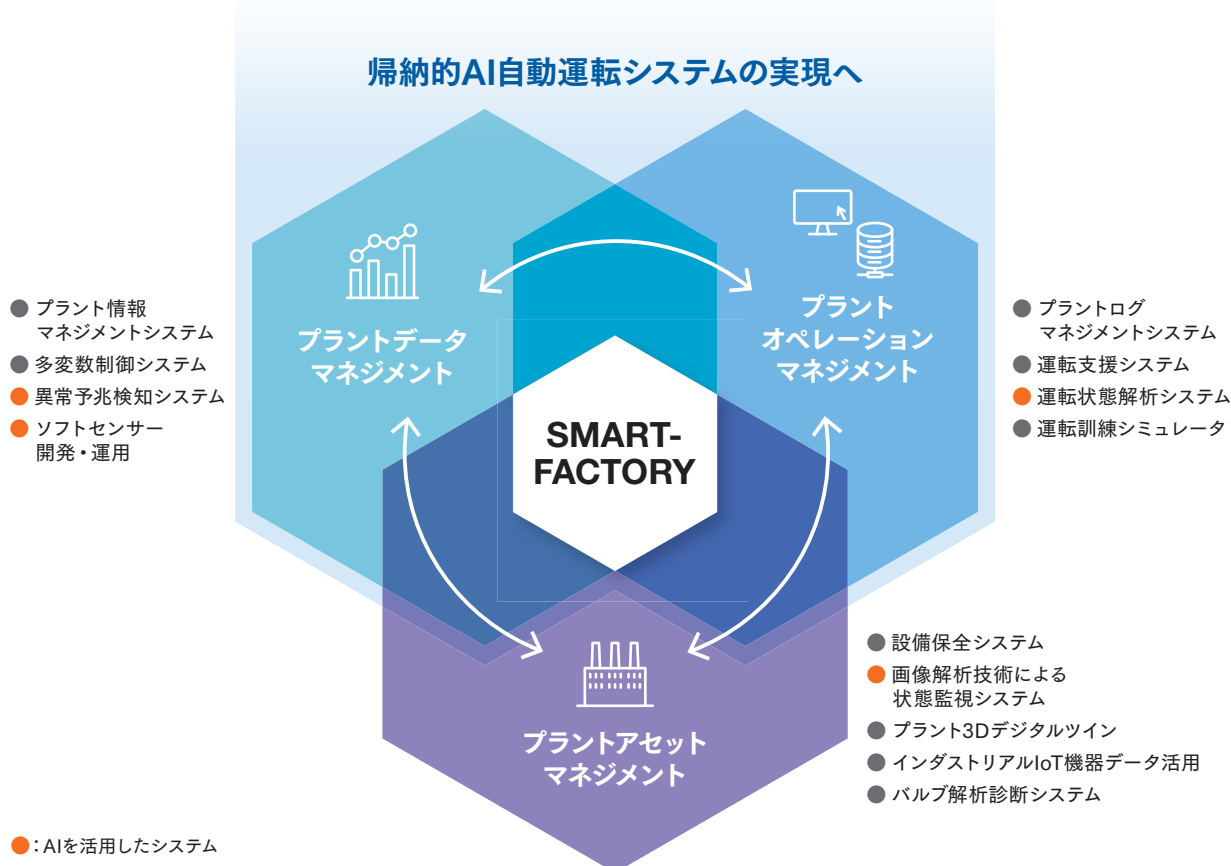 帰納的AI自動運転システムの実現へ
プラントデータ
マネジメント
● プラント情報
マネジメントシステム
● 多変数制御システム
● 異常予兆検知システム
● ソフトセンサー
開発・運用
プラント
オペレーション
マネジメント
● プラントログ
マネジメントシステム
● 運転支援システム
● 運転状態解析システム
● 運転訓練シミュレータ
SMART-
FACTORY
プラントアセット
マネジメント
● 設備保全システム
● 画像解析技術による
状態監視システム
● プラント3Dデジタルツイン
● インダストリアルIoT機器データ活用
● バルブ解析診断システム
●：AIを活用したシステム